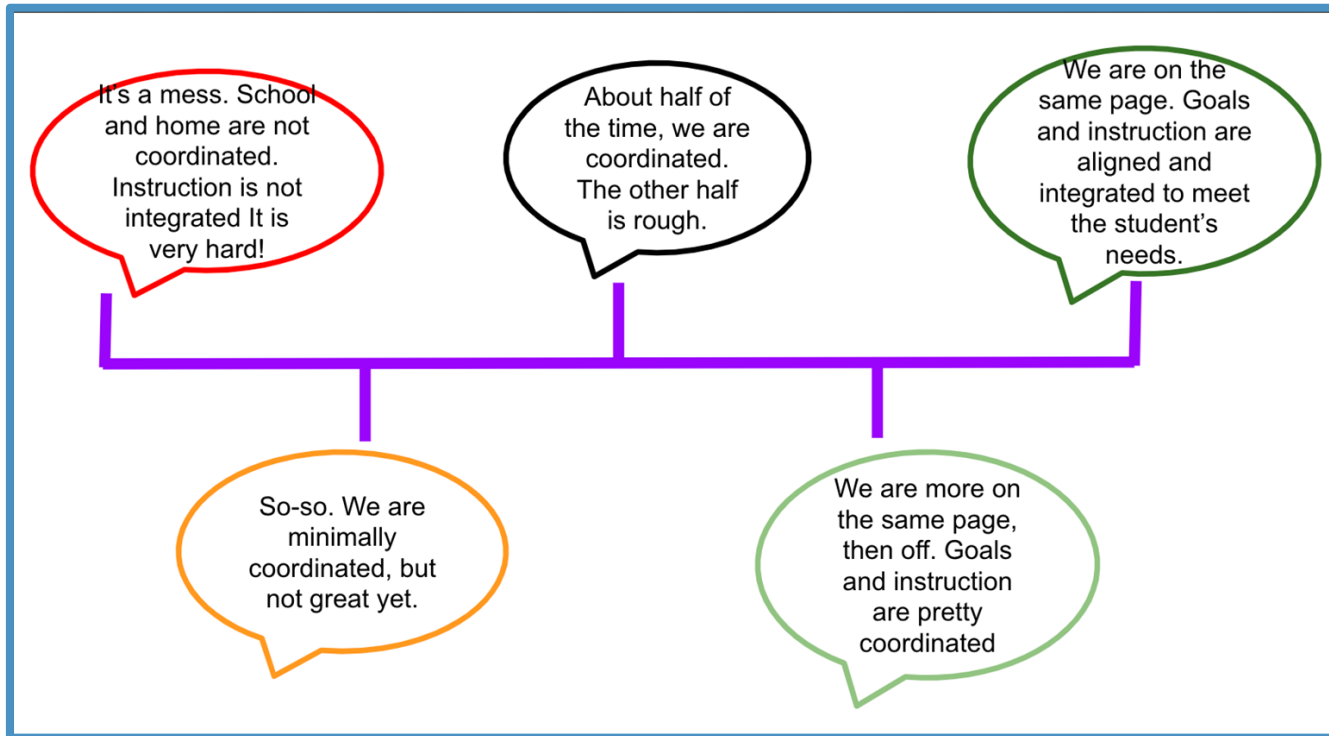 It's a mess. School
and home are not
coordinated.
Instruction is not
integrated It is
very hard!
So-so. We are
minimally
coordinated, but
not great yet.
About half of
the time, we are
coordinated.
The other half
is rough.
We are more on
the same page,
then off. Goals
and instruction
are pretty
coordinated
We are on the
same page. Goals
and instruction are
aligned and
integrated to meet
the student's
needs.